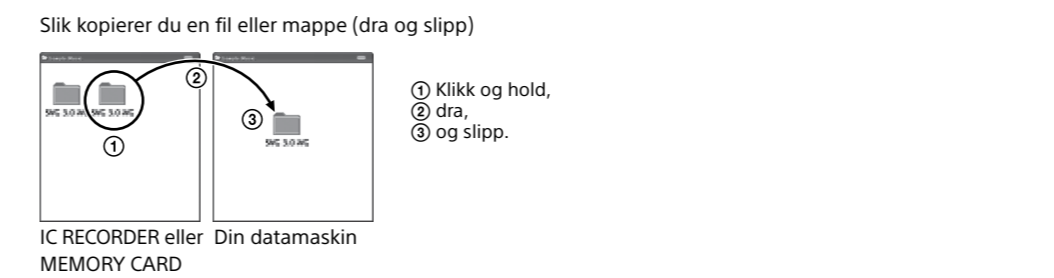 Slik kopierer du en fil eller mappe (dra og slipp)
②
③
①
① Klikk og hold,
② dra,
③ og slipp.
IC RECORDER eller
MEMORY CARD
Din datamaskin